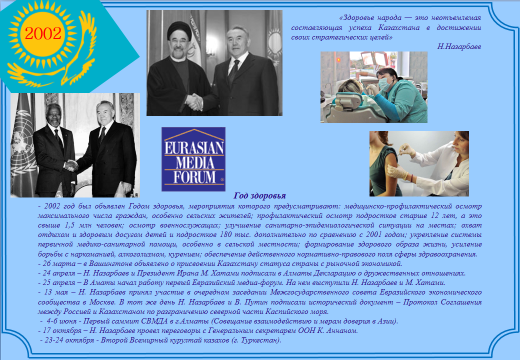 2002
«Здоровье народа — это неотъемлемая
составляющая успеха Казахстана в достижении
своих стратегических целей»
Н.Назарбаев
EURASIAN
MEDIA
FORUM
Год здоровья
- 2002 год был объявлен Годом здоровья, мероприятия которого предусматривают: медицинско-профилактический осмотр
максимального числа граждан, особенно сельских жителей; профилактический осмотр подростков старше 12 лет, а это
свыше 1,5 млн человек; осмотр военнослужащих; улучшение санитарно-эпидемиологической ситуации на местах; охват
отдыхом и здоровым досугом детей и подростков 180 тыс. дополнительно по сравнению с 2001 годом; укрепление системы
первичной медико-санитарной помощи, особенно в сельской местности; формирование здорового образа жизни, усиление
борьбы с наркоманией, алкоголизмом, курением; обеспечение действенного нормативно-правового поля сферы здравоохранения.
- 26 марта – в Вашингтоне объявлено о присвоении Казахстану статуса страны с рыночной экономикой.
- 24 апреля – Н. Назарбаев и Президент Ирана М. Хатами подписали в Алматы Декларацию о дружественных отношениях.
- 25 апреля – В Алматы начал работу первый Евразийский медиа-форум. На нем выступили Н. Назарбаев и М. Хатами.
- 13 мая – Н. Назарбаев принял участие в очередном заседании Межгосударственного совета Евразийского экономического
сообщества в Москве. В тот же день Н. Назарбаев и В. Путин подписали исторический документ – Протокол Соглашения
между Россией и Казахстаном по разграничению северной части Каспийского моря.
- 4-6 июня - Первый саммит СВМДА в г.Алматы (Совещание взаимодействию и мерам доверия в Азии).
- 17 октября – Н. Назарбаев провел переговоры с Генеральным секретарем ООН К. Аннаном.
- 23-24 октября - Второй Всемирный курултай казахов (г. Туркестан).